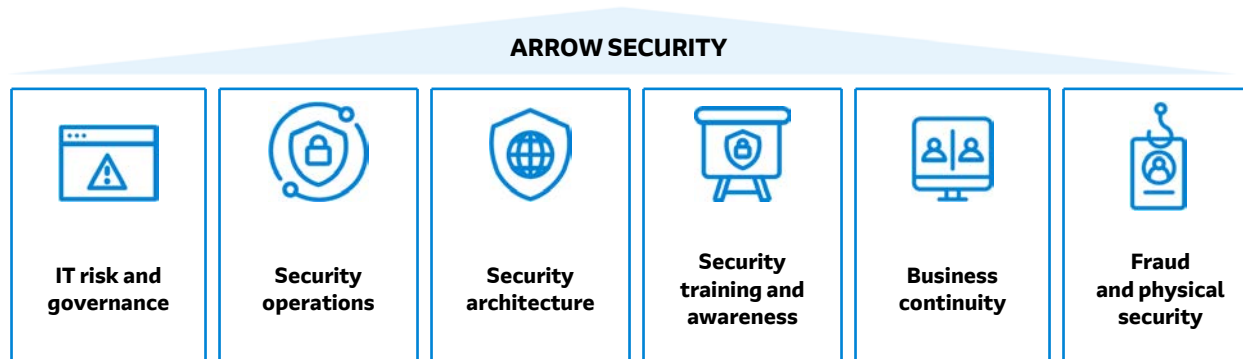 ARROW SECURITY
IT risk and
governance
Security
operations
Security
architecture
Security
training and
awareness
Business
continuity
Fraud
and physical
security